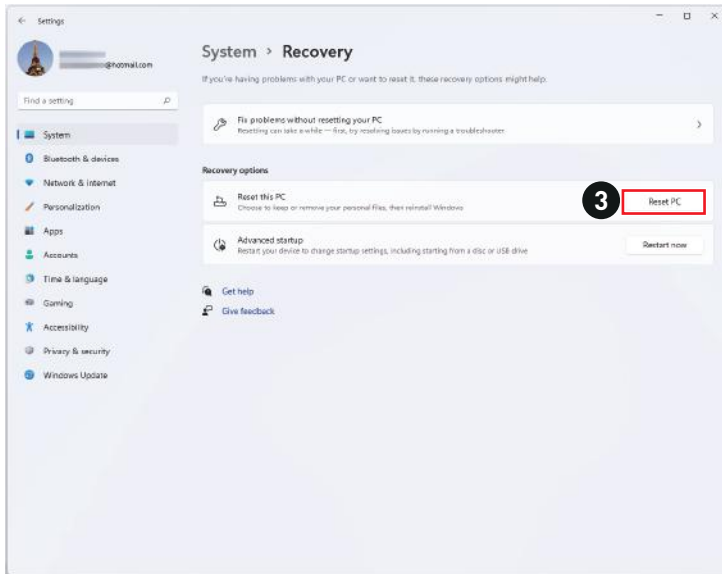 Settings
@hotmail.com
Find a setting
System
Bluetooth & devices
Network & internet
Personalization
Apps
Accounts
Time & language
Gaming
Accessibility
Privacy & security
Windows Update
System > Recovery
If you're having problems with your PC or want to reset it, these recovery options might help.
Fix problems without resetting your PC
Resetting can take a while — first, try resolving issues by running a troubleshooter
Recovery options
Reset this PC
Choose to keep or remove your personal files, then reinstall Windows
3
Reset PC
Advanced startup
Restart your device to change startup settings, including starting from a disc or USB drive
Restart now
Get help
Give feedback